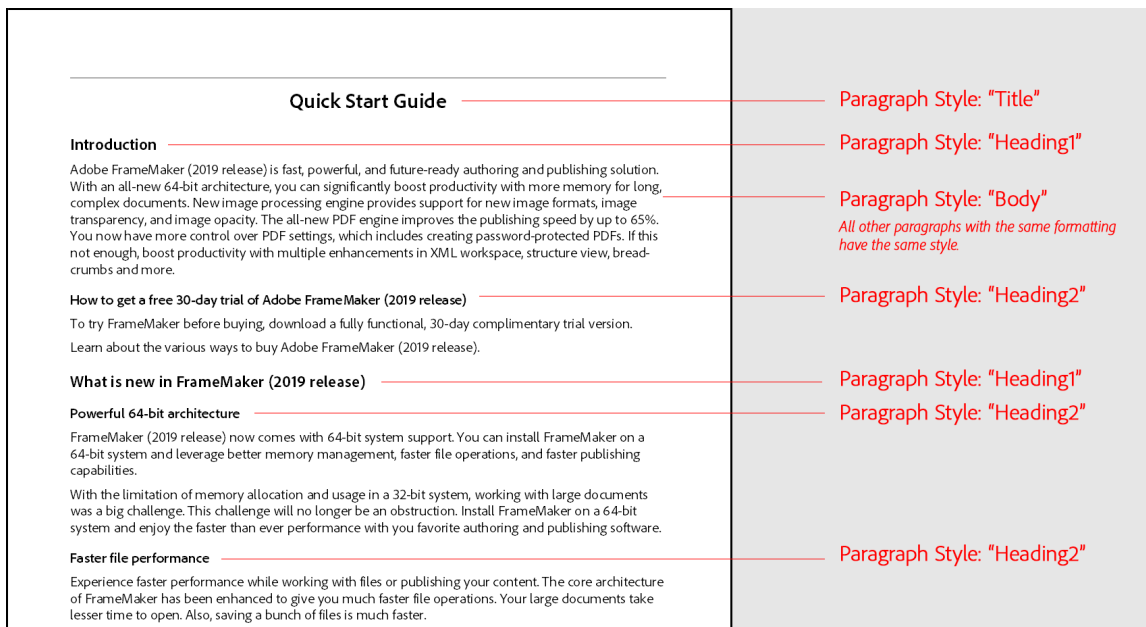 Quick Start Guide
Paragraph Style: "Title"
Introduction
Paragraph Style: "Heading1"
Adobe FrameMaker (2019 release) is fast, powerful, and future-ready authoring and publishing solution.
With an all-new 64-bit architecture, you can significantly boost productivity with more memory for long,
complex documents. New image processing engine provides support for new image formats, image
transparency, and image opacity. The all-new PDF engine improves the publishing speed by up to 65%.
You now have more control over PDF settings, which includes creating password-protected PDFs. If this
not enough, boost productivity with multiple enhancements in XML workspace, structure view, bread-
crumbs and more.
Paragraph Style: "Body"
All other paragraphs with the same formatting
have the same style.
How to get a free 30-day trial of Adobe FrameMaker (2019 release)
Paragraph Style: "Heading2"
To try FrameMaker before buying, download a fully functional, 30-day complimentary trial version.
Learn about the various ways to buy Adobe FrameMaker (2019 release).
What is new in FrameMaker (2019 release)
Paragraph Style: "Heading1"
Powerful 64-bit architecture
Paragraph Style: "Heading2"
FrameMaker (2019 release) now comes with 64-bit system support. You can install FrameMaker on a
64-bit system and leverage better memory management, faster file operations, and faster publishing
capabilities.
With the limitation of memory allocation and usage in a 32-bit system, working with large documents
was a big challenge. This challenge will no longer be an obstruction. Install FrameMaker on a 64-bit
system and enjoy the faster than ever performance with you favorite authoring and publishing software.
Faster file performance
Paragraph Style: "Heading2"
Experience faster performance while working with files or publishing your content. The core architecture
of FrameMaker has been enhanced to give you much faster file operations. Your large documents take
lesser time to open. Also, saving a bunch of files is much faster.